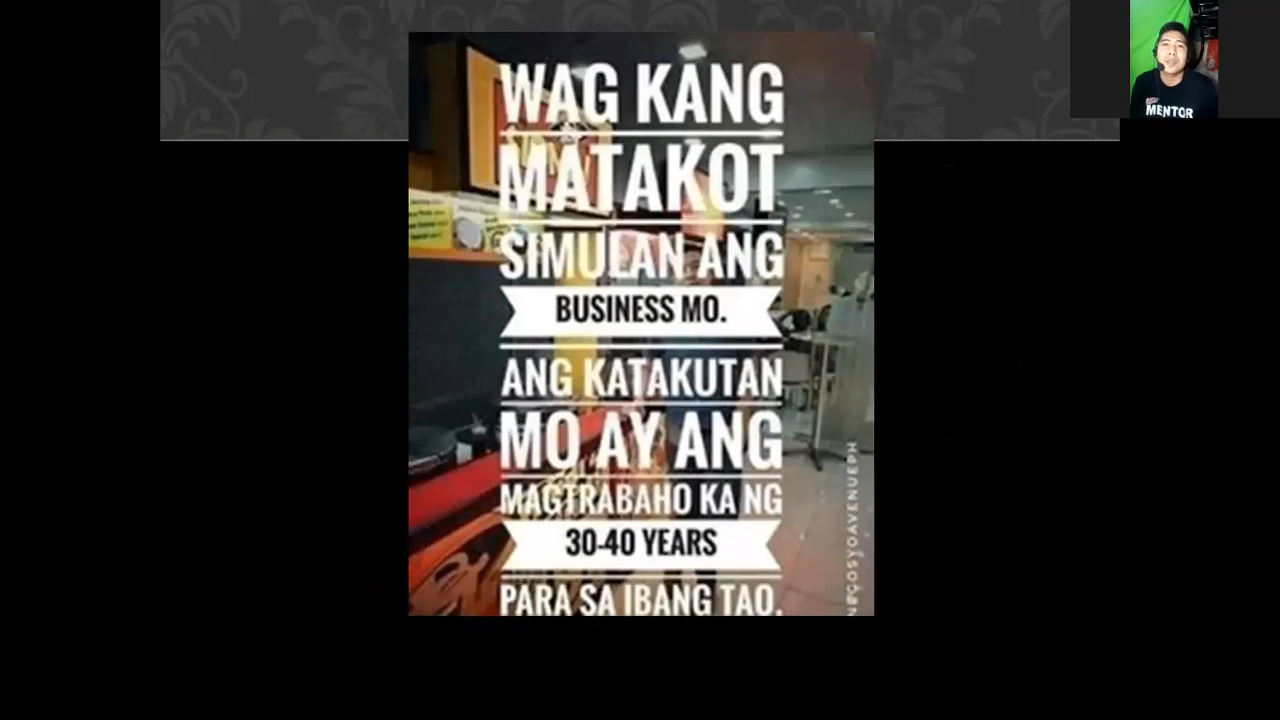 WAG KANG
MATAKOT
SIMULAN ANG
BUSINESS MO.
ANG KATAKUTAN
MO AY ANG
MAGTRABAHO KA NG
30-40 YEARS
PARA SA IBANG TAO.
NEGOSYOAVENUEPH
MENTOR